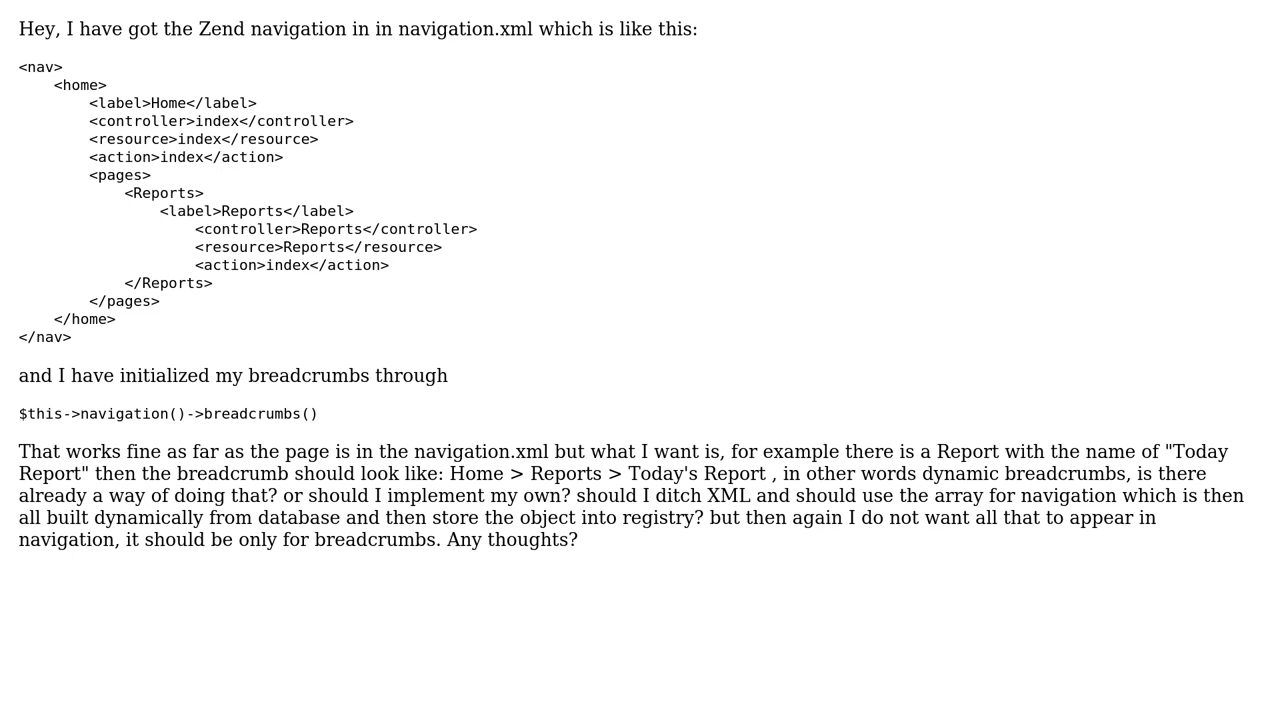 Hey, I have got the Zend navigation in in navigation.xml which is like this:
<nav>
    <home>
        <label>Home</label>
        <controller>index</controller>
        <resource>index</resource>
        <action>index</action>
        <pages>
            <Reports>
                <label>Reports</label>
                    <controller>Reports</controller>
                    <resource>Reports</resource>
                    <action>index</action>
            </Reports>
        </pages>
    </home>
</nav>
and I have initialized my breadcrumbs through
$this->navigation()->breadcrumbs()
That works fine as far as the page is in the navigation.xml but what I want is, for example there is a Report with the name of "Today
Report" then the breadcrumb should look like: Home > Reports > Today's Report , in other words dynamic breadcrumbs, is there
already a way of doing that? or should I implement my own? should I ditch XML and should use the array for navigation which is then
all built dynamically from database and then store the object into registry? but then again I do not want all that to appear in
navigation, it should be only for breadcrumbs. Any thoughts?